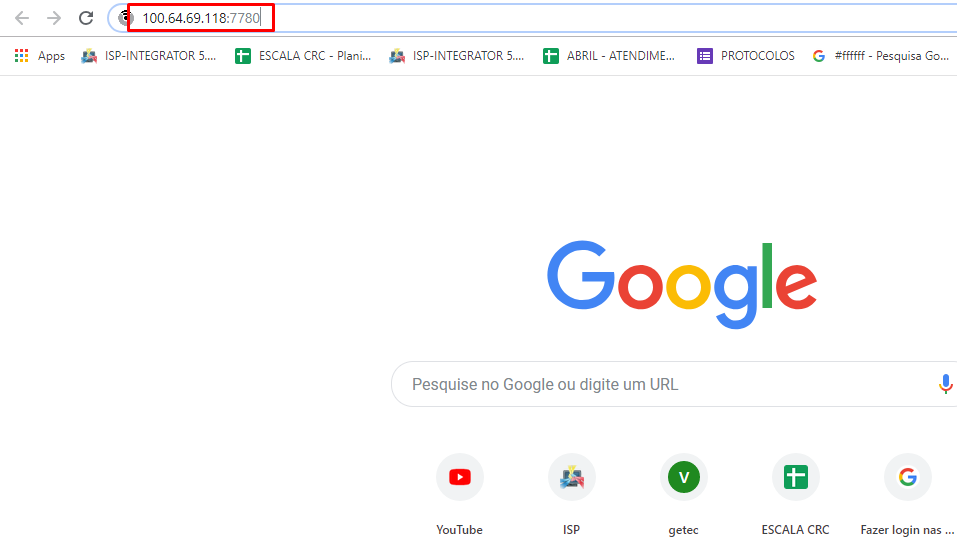 100.64.69.118:7780
Apps ISP-INTEGRATOR 5.... ESCALA CRC - Plani... ISP-INTEGRATOR 5.... ABRIL - ATENDIME... PROTOCOLOS #ffffff - Pesquisa Go...
Google
Pesquise no Google ou digite um URL
V
YouTube ISP getec ESCALA CRC Fazer login nas ...